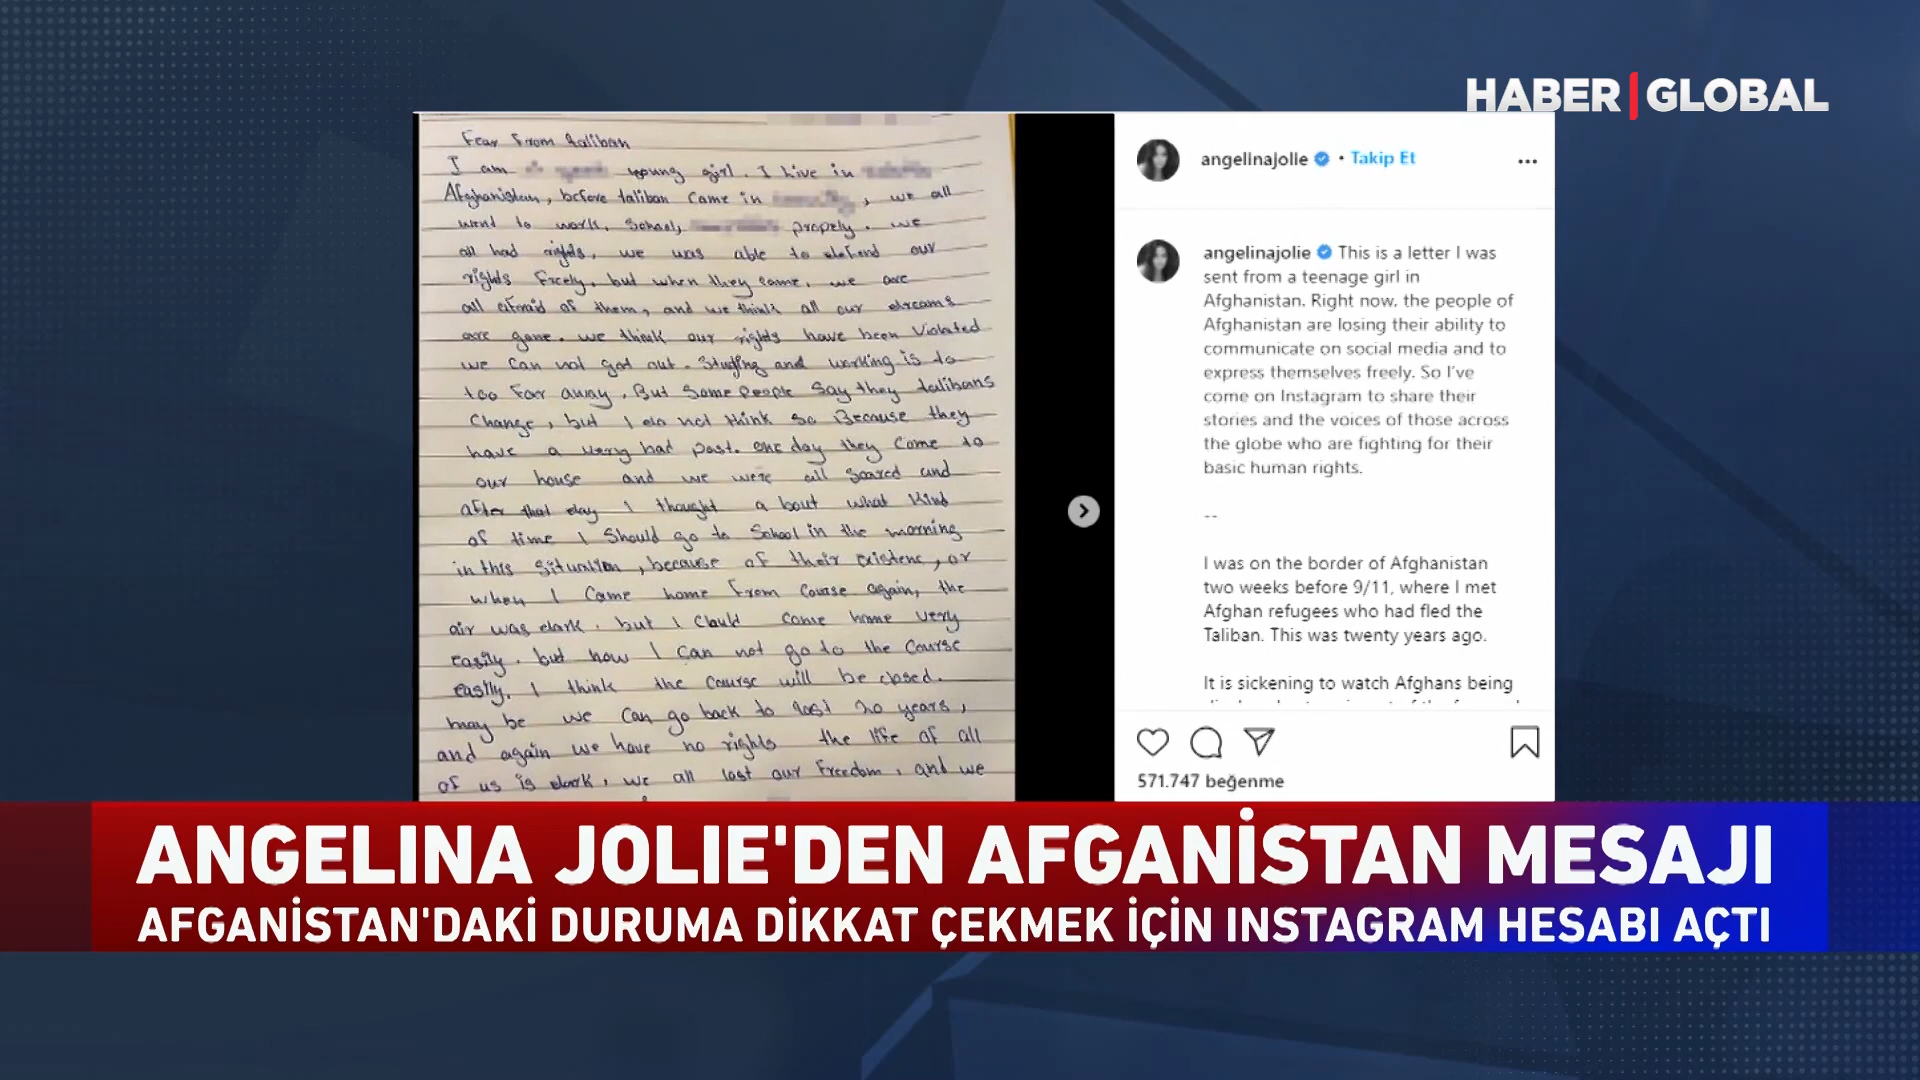 HABER GLOBAL
Fear From taliban
I am young girl. I live in
Afghanistan, before taliban came in , we all
went to work, School, propely. we
all had rights, we was able to defend our
rights freely, but when they came, we are
all afraid of them, and we think all our dreams
are gone. we think our rights have been violated
we can not god out. Studing and working is to
too far away. But some people say they talibans
Change, but I do not think so Because they
have a very bad past. one day they come to
our house and we were all scared and
after that day I thought a bout what kind
of time I Should go to School in the morning
in this situation, because of their existenc, or
when I came home from course again, the
air was dark. but I could come home very
easily. but now I can not go to the course
easily. I think the course will be closed.
may be we can go back to last 20 years,
and again we have no rights the life of all
of us is dark, we all lost our freedom, and we
angelinajolie • Takip Et
angelinajolie This is a letter I was
sent from a teenage girl in
Afghanistan. Right now, the people of
Afghanistan are losing their ability to
communicate on social media and to
express themselves freely. So I've
come on Instagram to share their
stories and the voices of those across
the globe who are fighting for their
basic human rights.
--
I was on the border of Afghanistan
two weeks before 9/11, where I met
Afghan refugees who had fled the
Taliban. This was twenty years ago.
It is sickening to watch Afghans being
571.747 beğenme
ANGELINA JOLIE'DEN AFGANİSTAN MESAJI
AFGANİSTAN'DAKİ DURUMA DİKKAT ÇEKMEK İÇİN INSTAGRAM HESABI AÇTI